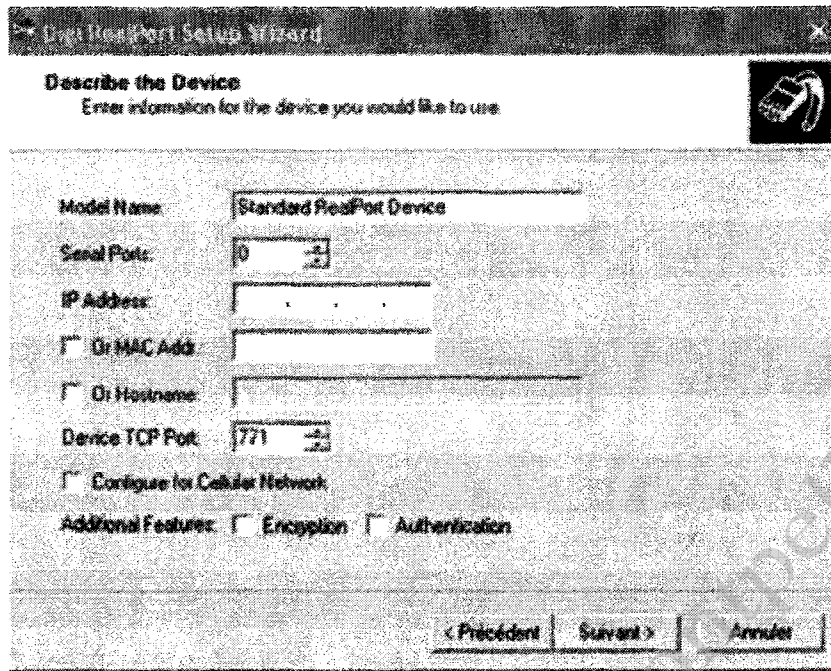 Digi RealPort Setup Wizard
Describe the Device
Enter information for the device you would like to use.
Model Name: Standard RealPort Device
Serial Ports: 0
IP Address: . . .
Or MAC Addr:
Or Hostname:
Device TCP Port: 771
Configure for Cellular Network
Additional Features: Encryption Authentication
< Précédent Suivant > Annuler